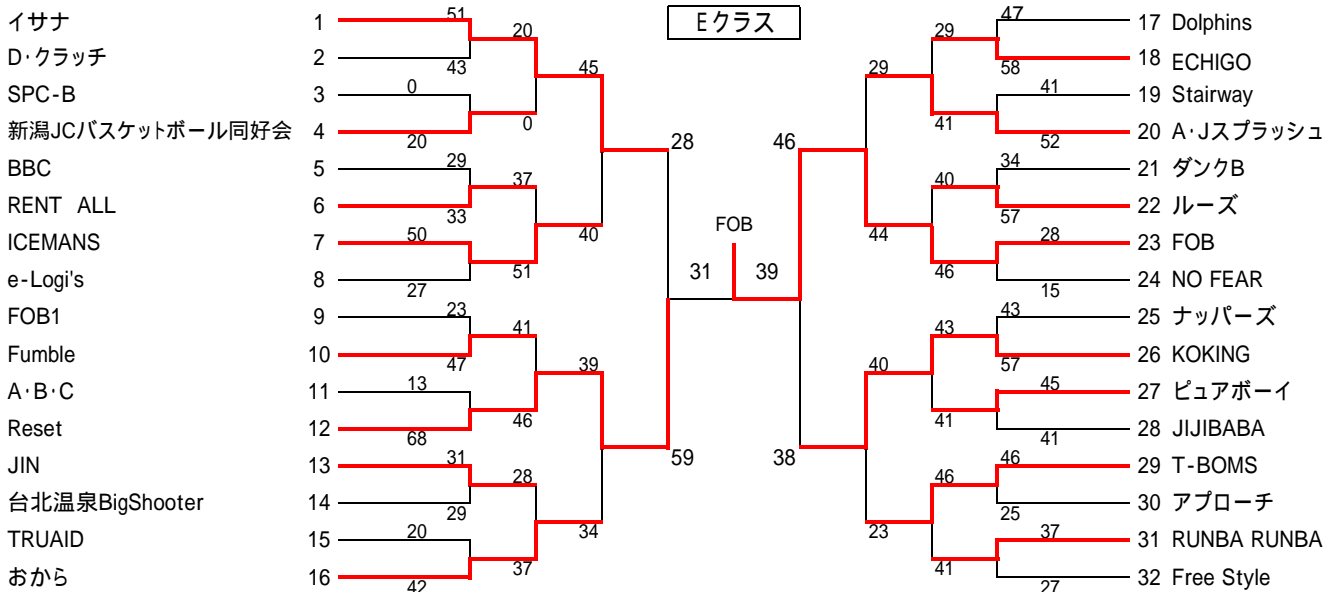 Eクラス
イサナ 1 51 20
D・クラッチ 2 43 45
SPC-B 3 0
新潟JCバスケットボール同好会 4 20 0 28
BBC 5 29 37
RENT ALL 6 33
ICEMANS 7 50 40
e-Logi's 8 27 51
FOB1 9 23 41
Fumble 10 47 39
A・B・C 11 13
Reset 12 68 46 59
JIN 13 31 28
台北温泉BigShooter 14 29
TRUAID 15 20 34
おから 16 42 37
FOB
31 39
29 47 17 Dolphins
29 58 18 ECHIGO
41 19 Stairway
46 41 52 20 A・Jスプラッシュ
40 34 21 ダンクB
57 22 ルーズ
44 28 23 FOB
46 15 24 NO FEAR
43 43 25 ナッパーズ
40 57 26 KOKING
41 45 27 ピュアボーイ
38 41 28 JIJIBABA
46 46 29 T-BOMS
25 30 アプローチ
23 37 31 RUNBA RUNBA
41 27 32 Free Style